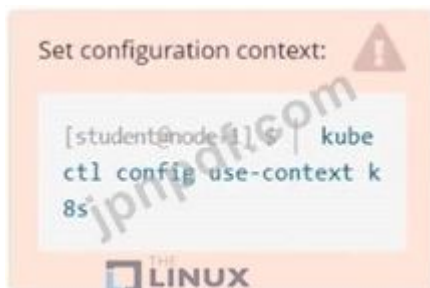 Set configuration context:
[student@node-1] $ | kube
ctl config use-context k
8s
jpnpdf.com
THE
LINUX